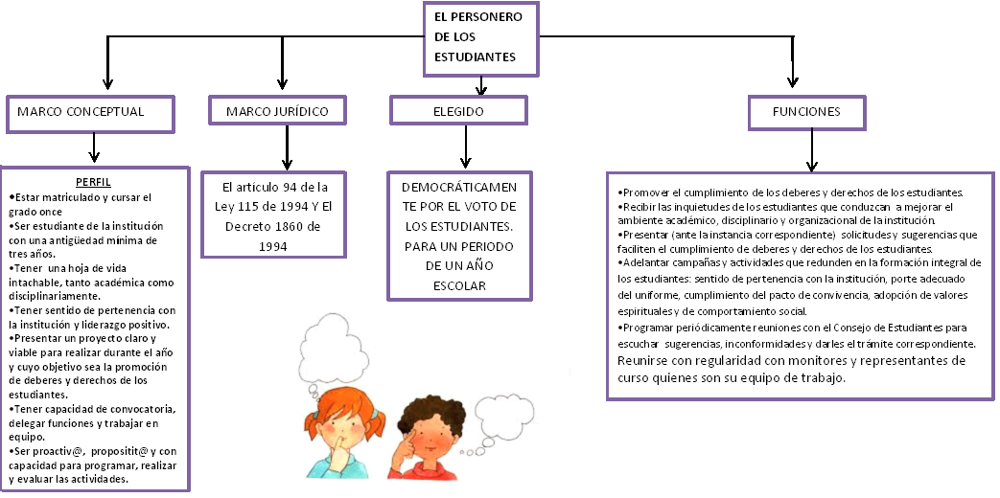 EL PERSONERO
DE LOS
ESTUDIANTES
MARCO CONCEPTUAL
MARCO JURÍDICO
ELEGIDO
FUNCIONES
PERFIL
•Estar matriculado y cursar el
grado once
•Ser estudiante de la institución
con una antigüedad mínima de
tres años.
•Tener una hoja de vida
intachable, tanto académica como
disciplinariamente.
•Tener sentido de pertenencia con
la institución y liderazgo positivo.
•Presentar un proyecto claro y
viable para realizar durante el año
y cuyo objetivo sea la promoción
de deberes y derechos de los
estudiantes.
•Tener capacidad de convocatoria,
delegar funciones y trabajar en
equipo.
•Ser proactiv@, propositit@ y con
capacidad para programar, realizar
y evaluar las actividades.
El artículo 94 de la
Ley 115 de 1994 Y El
Decreto 1860 de
1994
DEMOCRÁTICAMEN
TE POR EL VOTO DE
LOS ESTUDIANTES.
PARA UN PERIODO
DE UN AÑO
ESCOLAR
•Promover el cumplimiento de los deberes y derechos de los estudiantes.
•Recibir las inquietudes de los estudiantes que conduzcan a mejorar el
ambiente académico, disciplinario y organizacional de la institución.
•Presentar (ante la instancia correspondiente) solicitudes y sugerencias que
faciliten el cumplimiento de deberes y derechos de los estudiantes.
•Adelantar campañas y actividades que redunden en la formación integral de
los estudiantes: sentido de pertenencia con la institución, porte adecuado
del uniforme, cumplimiento del pacto de convivencia, adopción de valores
espirituales y de comportamiento social.
•Programar periódicamente reuniones con el Consejo de Estudiantes para
escuchar sugerencias, inconformidades y darles el trámite correspondiente.
Reunirse con regularidad con monitores y representantes de
curso quienes son su equipo de trabajo.